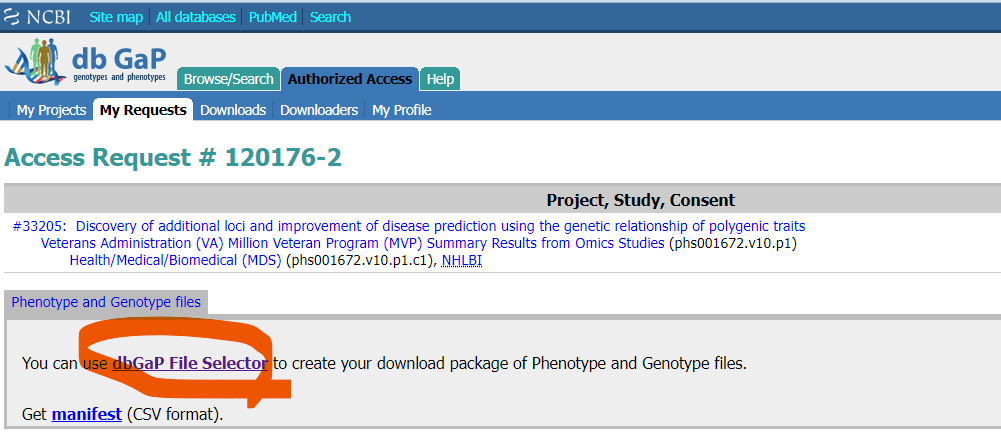 NCBI Site map All databases PubMed Search
db GaP
genotypes and phenotypes
Browse/Search Authorized Access Help
My Projects My Requests Downloads Downloaders My Profile
Access Request # 120176-2
Project, Study, Consent
#33205: Discovery of additional loci and improvement of disease prediction using the genetic relationship of polygenic traits
Veterans Administration (VA) Million Veteran Program (MVP) Summary Results from Omics Studies (phs001672.v10.p1)
Health/Medical/Biomedical (MDS) (phs001672.v10.p1.c1), NHLBI
Phenotype and Genotype files
You can use dbGaP File Selector to create your download package of Phenotype and Genotype files.
Get manifest (CSV format).